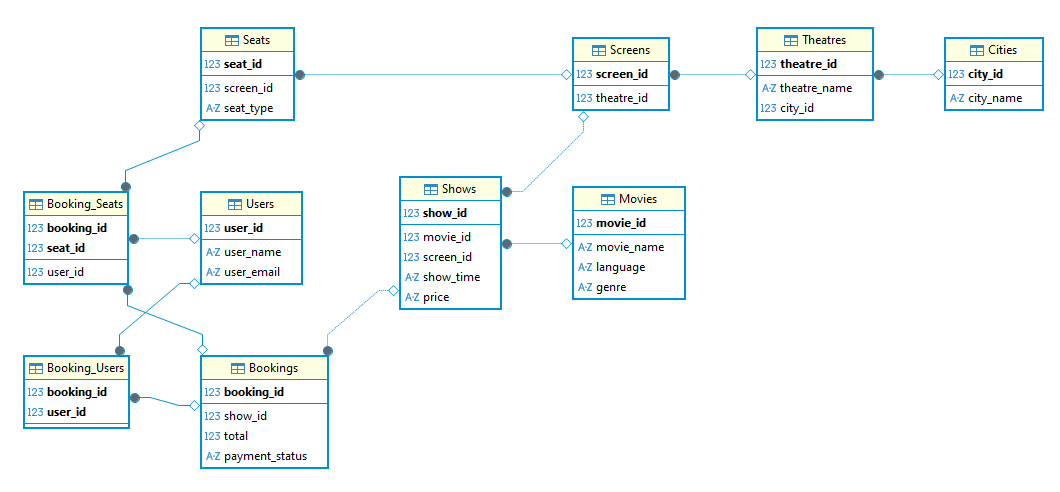 Seats
123 seat_id
123 screen_id
A-Z seat_type
Screens
123 screen_id
123 theatre_id
Theatres
123 theatre_id
A-Z theatre_name
123 city_id
Cities
123 city_id
A-Z city_name
Booking_Seats
123 booking_id
123 seat_id
123 user_id
Users
123 user_id
A-Z user_name
A-Z user_email
Shows
123 show_id
123 movie_id
123 screen_id
A-Z show_time
A-Z price
Movies
123 movie_id
A-Z movie_name
A-Z language
A-Z genre
Booking_Users
123 booking_id
123 user_id
Bookings
123 booking_id
123 show_id
123 total
A-Z payment_status